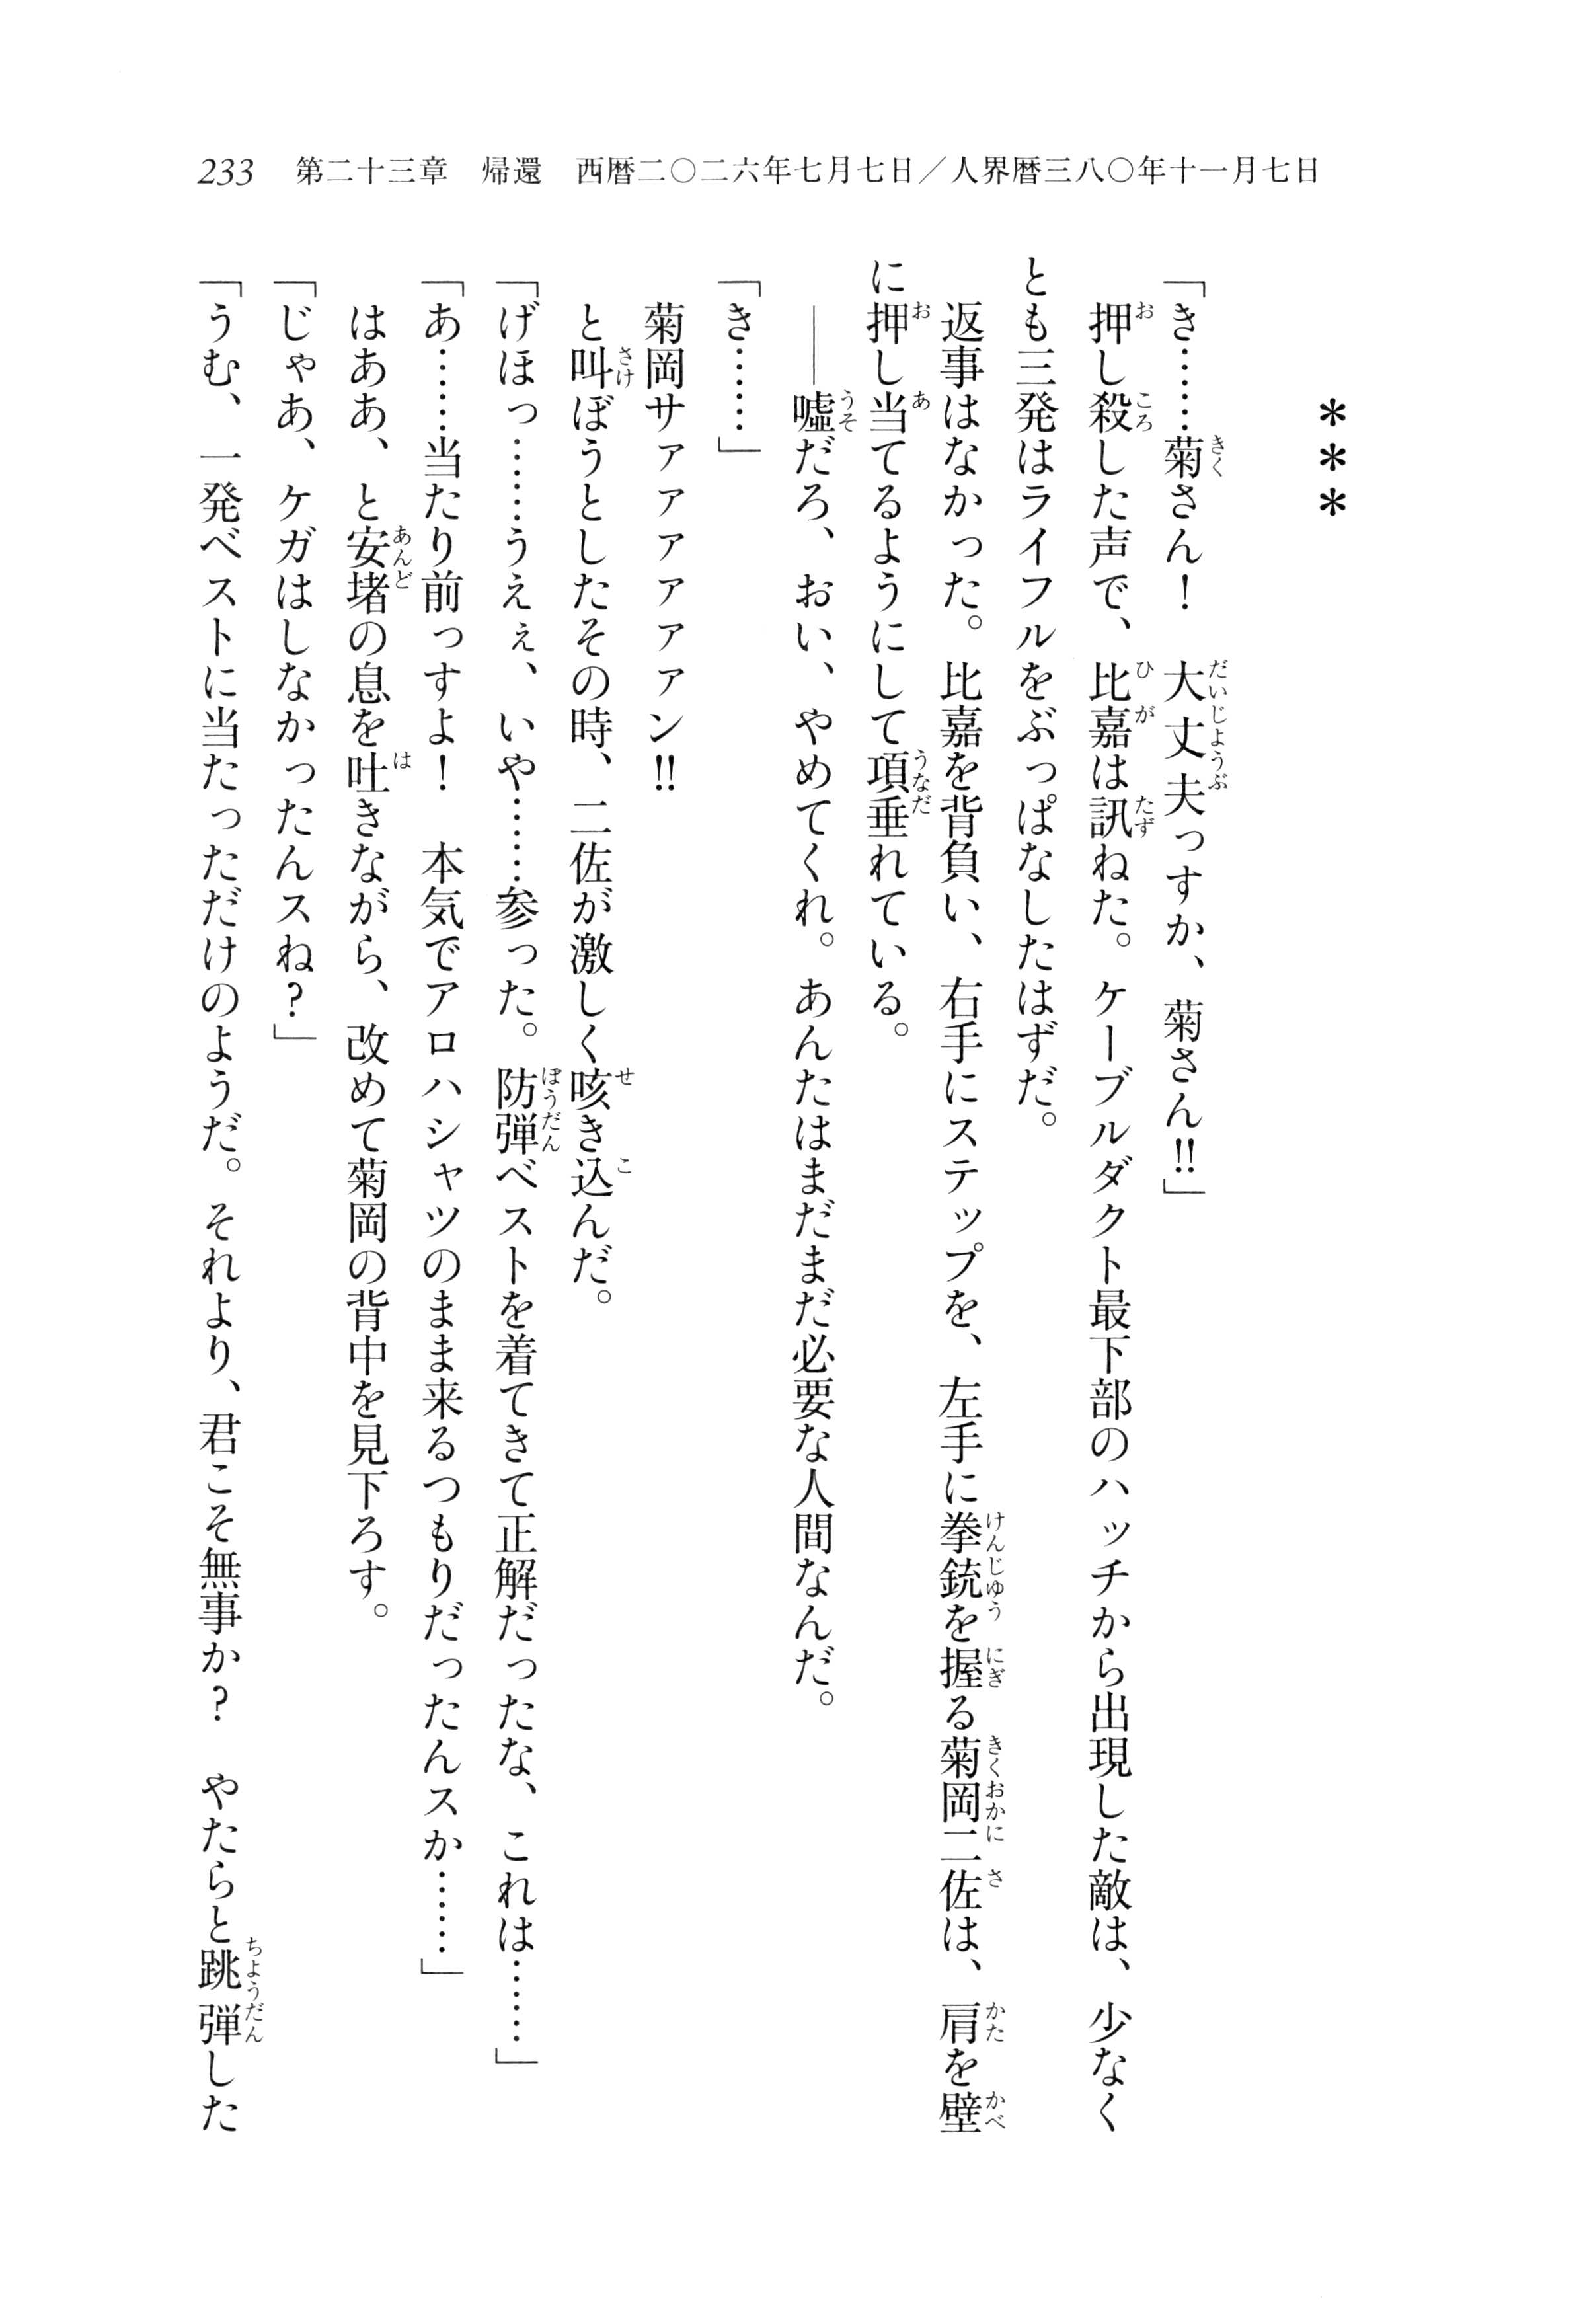 233　第二十三章　帰還　西暦二〇二六年七月七日／人界暦三八〇年十一月七日
＊＊＊
「き……菊さん！　大丈夫っすか、菊さん!!」
押し殺した声で、比嘉は訊ねた。ケーブルダクト最下部のハッチから出現した敵は、少なく
とも三発はライフルをぶっぱなしたはずだ。
返事はなかった。比嘉を背負い、右手にステップを、左手に拳銃を握る菊岡二佐は、肩を壁
に押し当てるようにして項垂れている。
――嘘だろ、おい、やめてくれ。あんたはまだまだ必要な人間なんだ。
「き……」
菊岡サァァァァァァン!!
と叫ぼうとしたその時、二佐が激しく咳き込んだ。
「げほっ……うえぇ、いや……参った。防弾ベストを着てきて正解だったな、これは……」
「あ……当たり前っすよ！　本気でアロハシャツのまま来るつもりだったんスか……」
はああ、と安堵の息を吐きながら、改めて菊岡の背中を見下ろす。
「じゃあ、ケガはしなかったんスね？」
「うむ、一発ベストに当たっただけのようだ。それより、君こそ無事か？　やたらと跳弾した